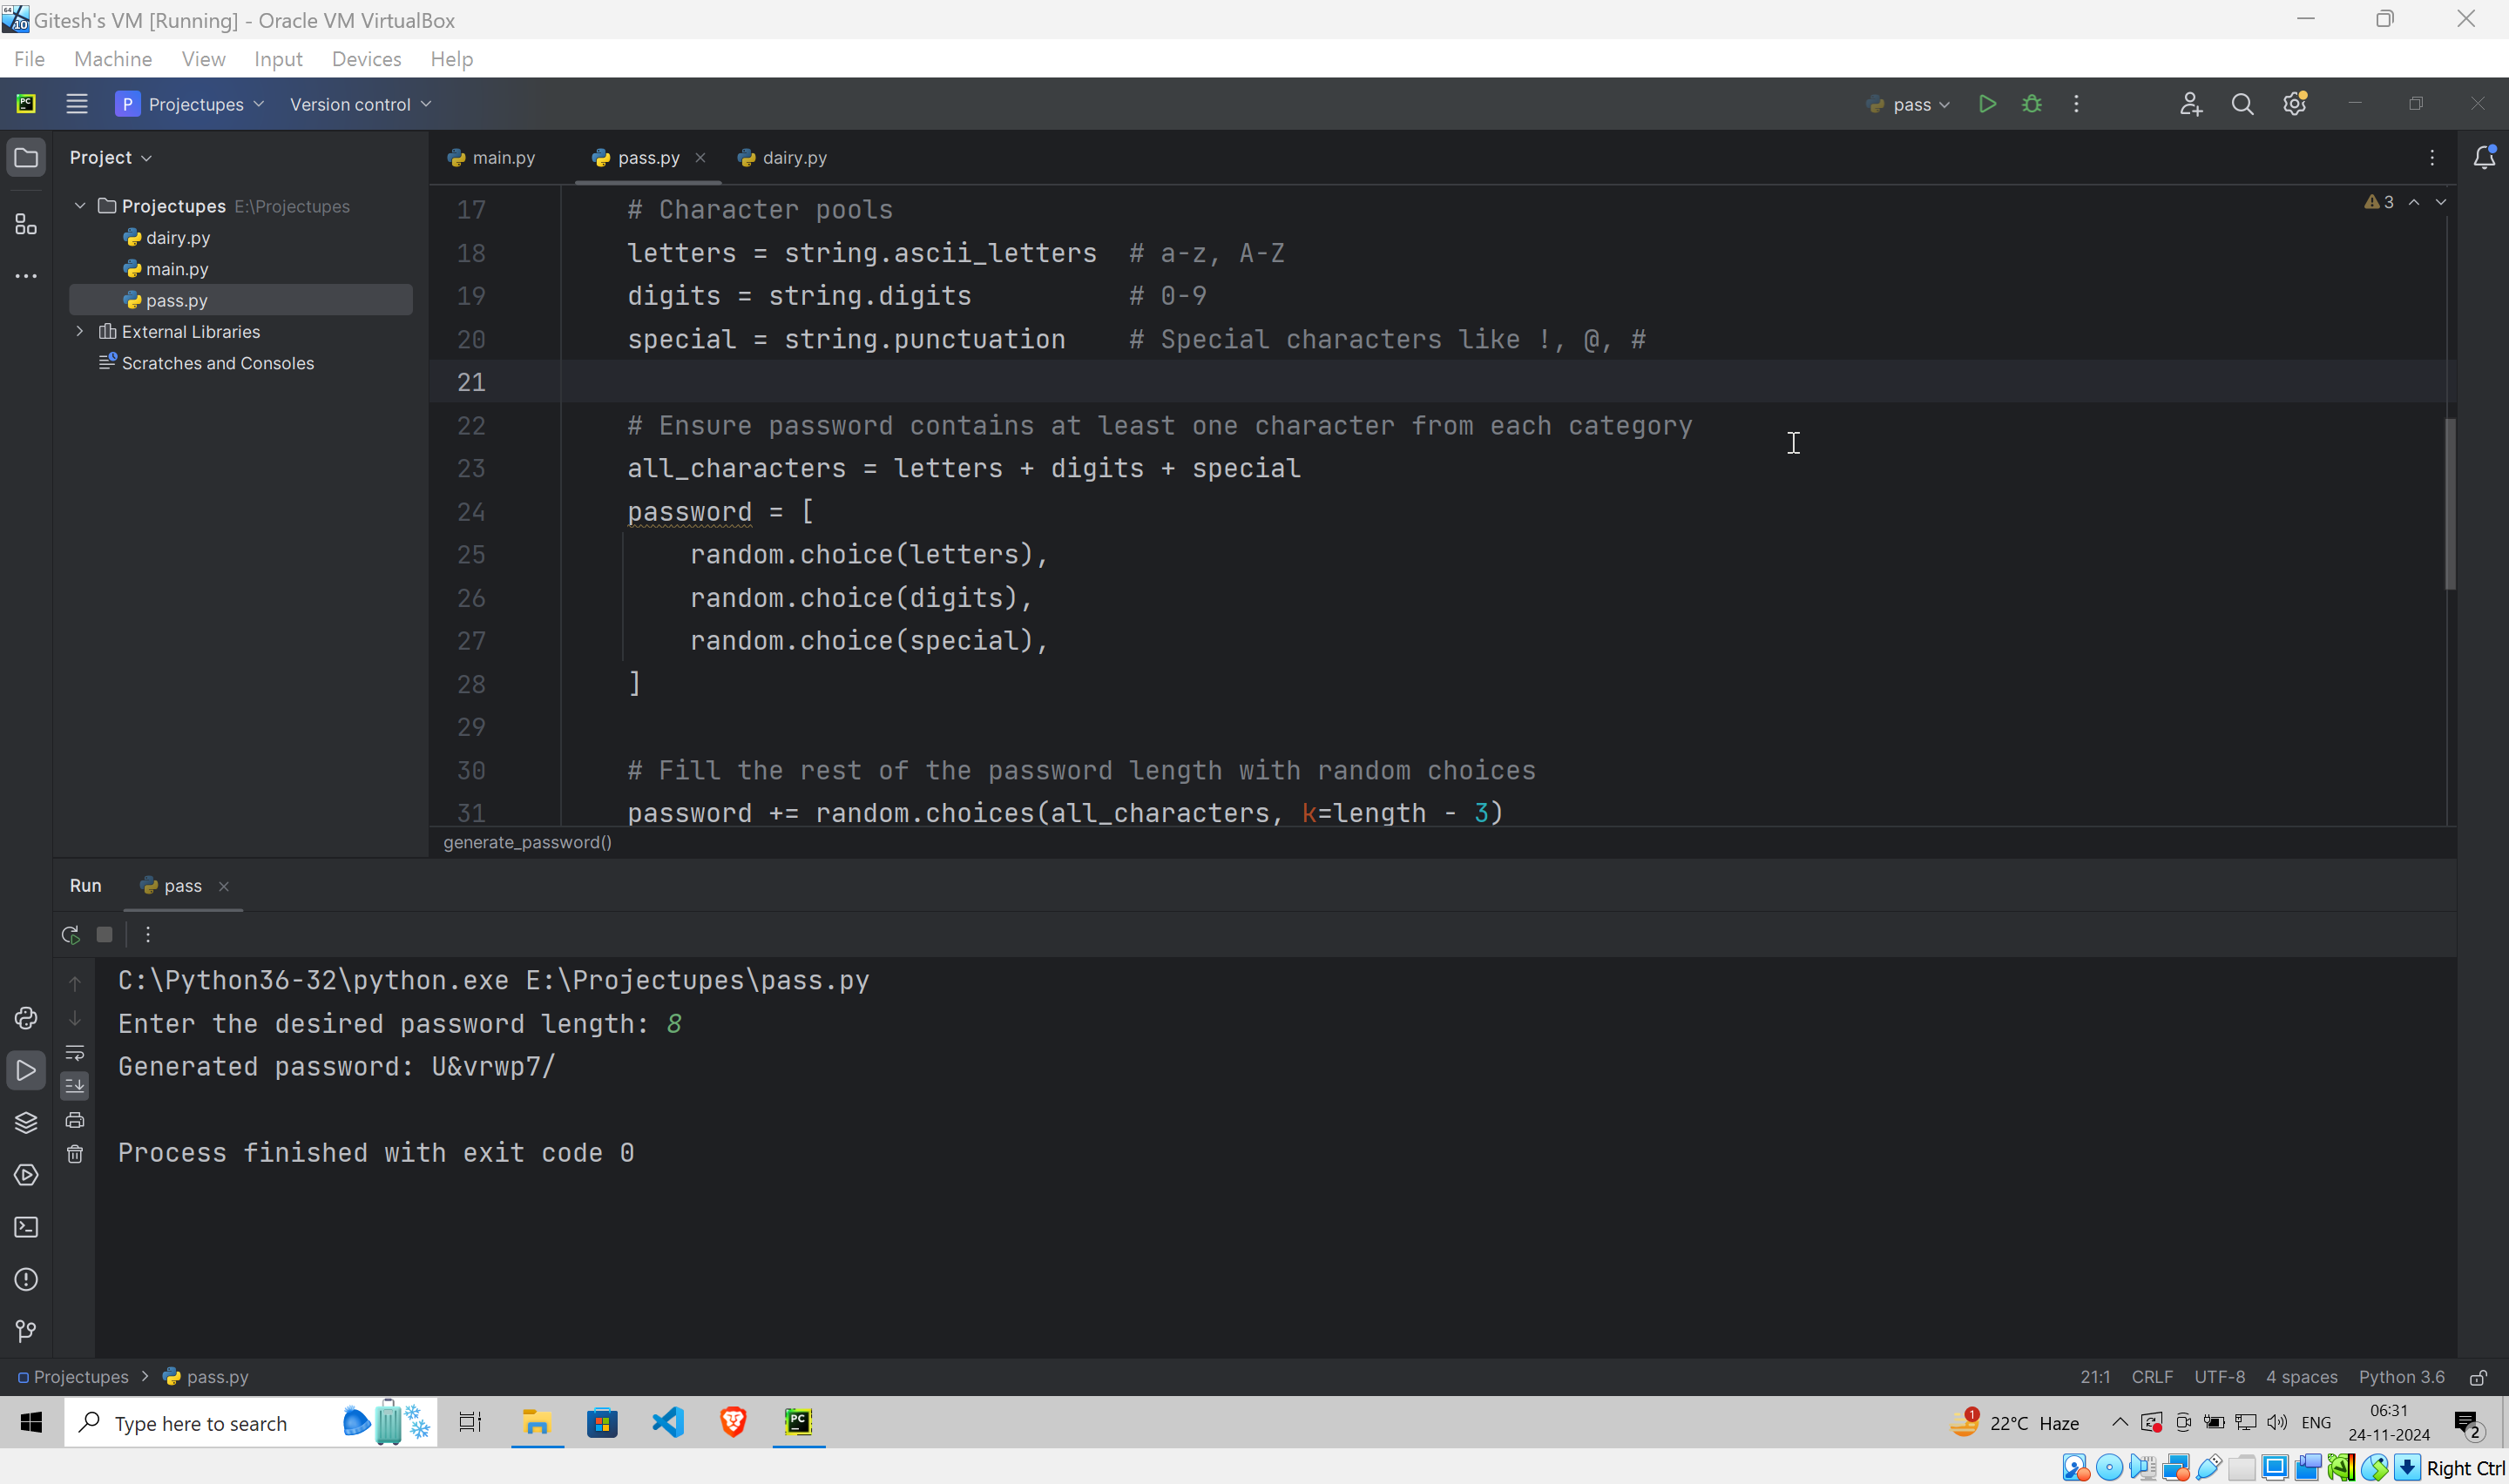 Gitesh's VM [Running] - Oracle VM VirtualBox
File Machine View Input Devices Help
P Projectupes Version control pass
Project main.py pass.py dairy.py
Projectupes E:\Projectupes
dairy.py
main.py
pass.py
External Libraries
Scratches and Consoles
3
17 # Character pools
18 letters = string.ascii_letters # a-z, A-Z
19 digits = string.digits # 0-9
20 special = string.punctuation # Special characters like !, @, #
21
22 # Ensure password contains at least one character from each category
23 all_characters = letters + digits + special
24 password = [
25 random.choice(letters),
26 random.choice(digits),
27 random.choice(special),
28 ]
29
30 # Fill the rest of the password length with random choices
31 password += random.choices(all_characters, k=length - 3)
generate_password()
Run pass
C:\Python36-32\python.exe E:\Projectupes\pass.py
Enter the desired password length: 8
Generated password: U&vrwp7/
Process finished with exit code 0
Projectupes > pass.py 21:1 CRLF UTF-8 4 spaces Python 3.6
Type here to search PC 1 22°C Haze ENG 06:31
24-11-2024 2
Right Ctrl